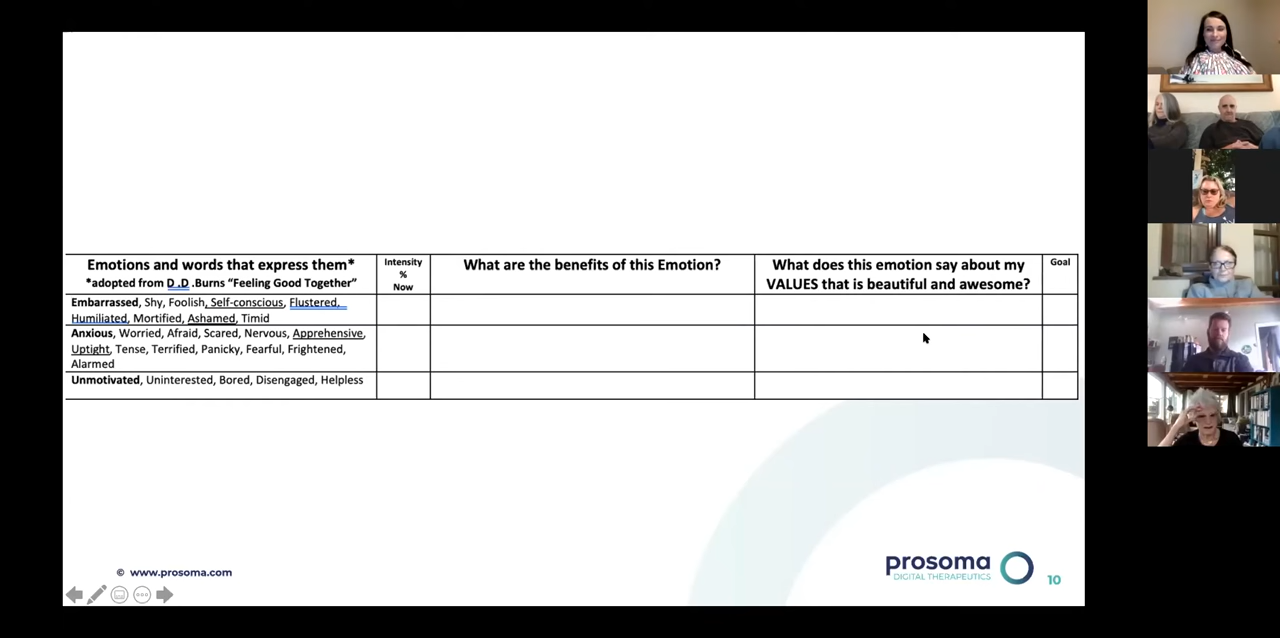 Emotions and words that express them*
*adopted from D .D .Burns “Feeling Good Together”
Intensity
%
Now
What are the benefits of this Emotion?
What does this emotion say about my
VALUES that is beautiful and awesome?
Goal
Embarrassed, Shy, Foolish, Self-conscious, Flustered,
Humiliated, Mortified, Ashamed, Timid
Anxious, Worried, Afraid, Scared, Nervous, Apprehensive,
Uptight, Tense, Terrified, Panicky, Fearful, Frightened,
Alarmed
Unmotivated, Uninterested, Bored, Disengaged, Helpless
© www.prosoma.com
prosoma
DIGITAL THERAPEUTICS
10